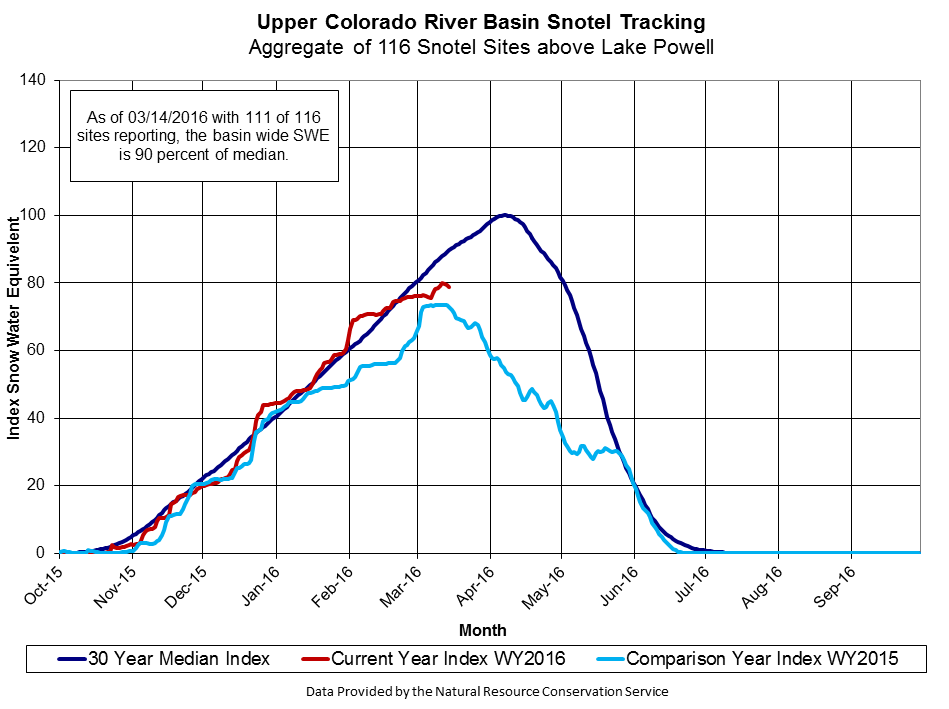 Upper Colorado River Basin Snotel Tracking
Aggregate of 116 Snotel Sites above Lake Powell
As of 03/14/2016 with 111 of 116
sites reporting, the basin wide SWE
is 90 percent of median.
Index Snow Water Equivelent
140
120
100
80
60
40
20
0
Oct-15
Nov-15
Dec-15
Jan-16
Feb-16
Mar-16
Apr-16
May-16
Jun-16
Jul-16
Aug-16
Sep-16
Month
30 Year Median Index
Current Year Index WY2016
Comparison Year Index WY2015
Data Provided by the Natural Resource Conservation Service